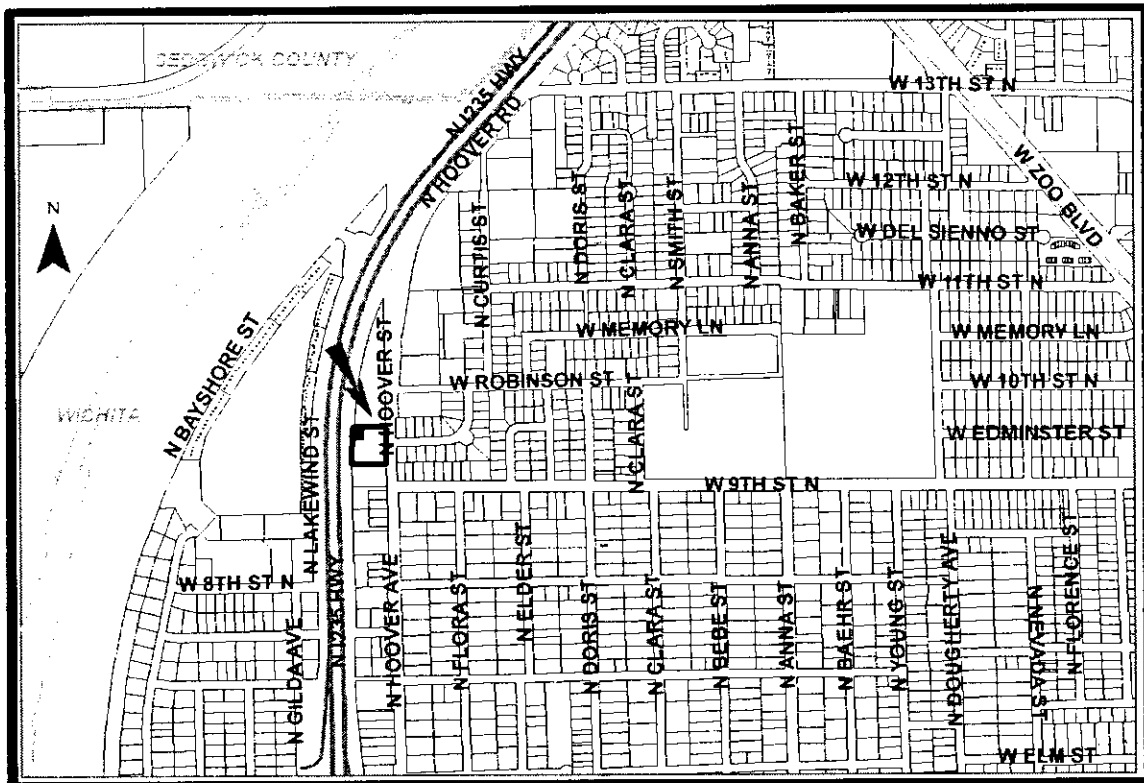 SEDGWICK COUNTY
N I235 HWY
N HOOVER RD
W 13TH ST N
W ZOO BLVD
N
N DORIS ST
N CLARA ST
N SMITH ST
N ANNA ST
N BAKER ST
W 12TH ST N
W DEL SIENNO ST
N CURTIS ST
W 11TH ST N
N BAYSHORE ST
N HOOVER ST
W MEMORY LN
W MEMORY LN
W ROBINSON ST
W 10TH ST N
WICHITA
N LAKEWIND ST
N CLARA ST
W EDMINSTER ST
W 9TH ST N
W 8TH ST N
N GILDA AVE
N I235 HWY
N HOOVER AVE
N FLORA ST
N ELDER ST
N DORIS ST
N CLARA ST
N BEBE ST
N ANNA ST
N BAEHR ST
N YOUNG ST
N DOUGHERTY AVE
N NEVADA ST
N FLORENCE ST
W ELM ST